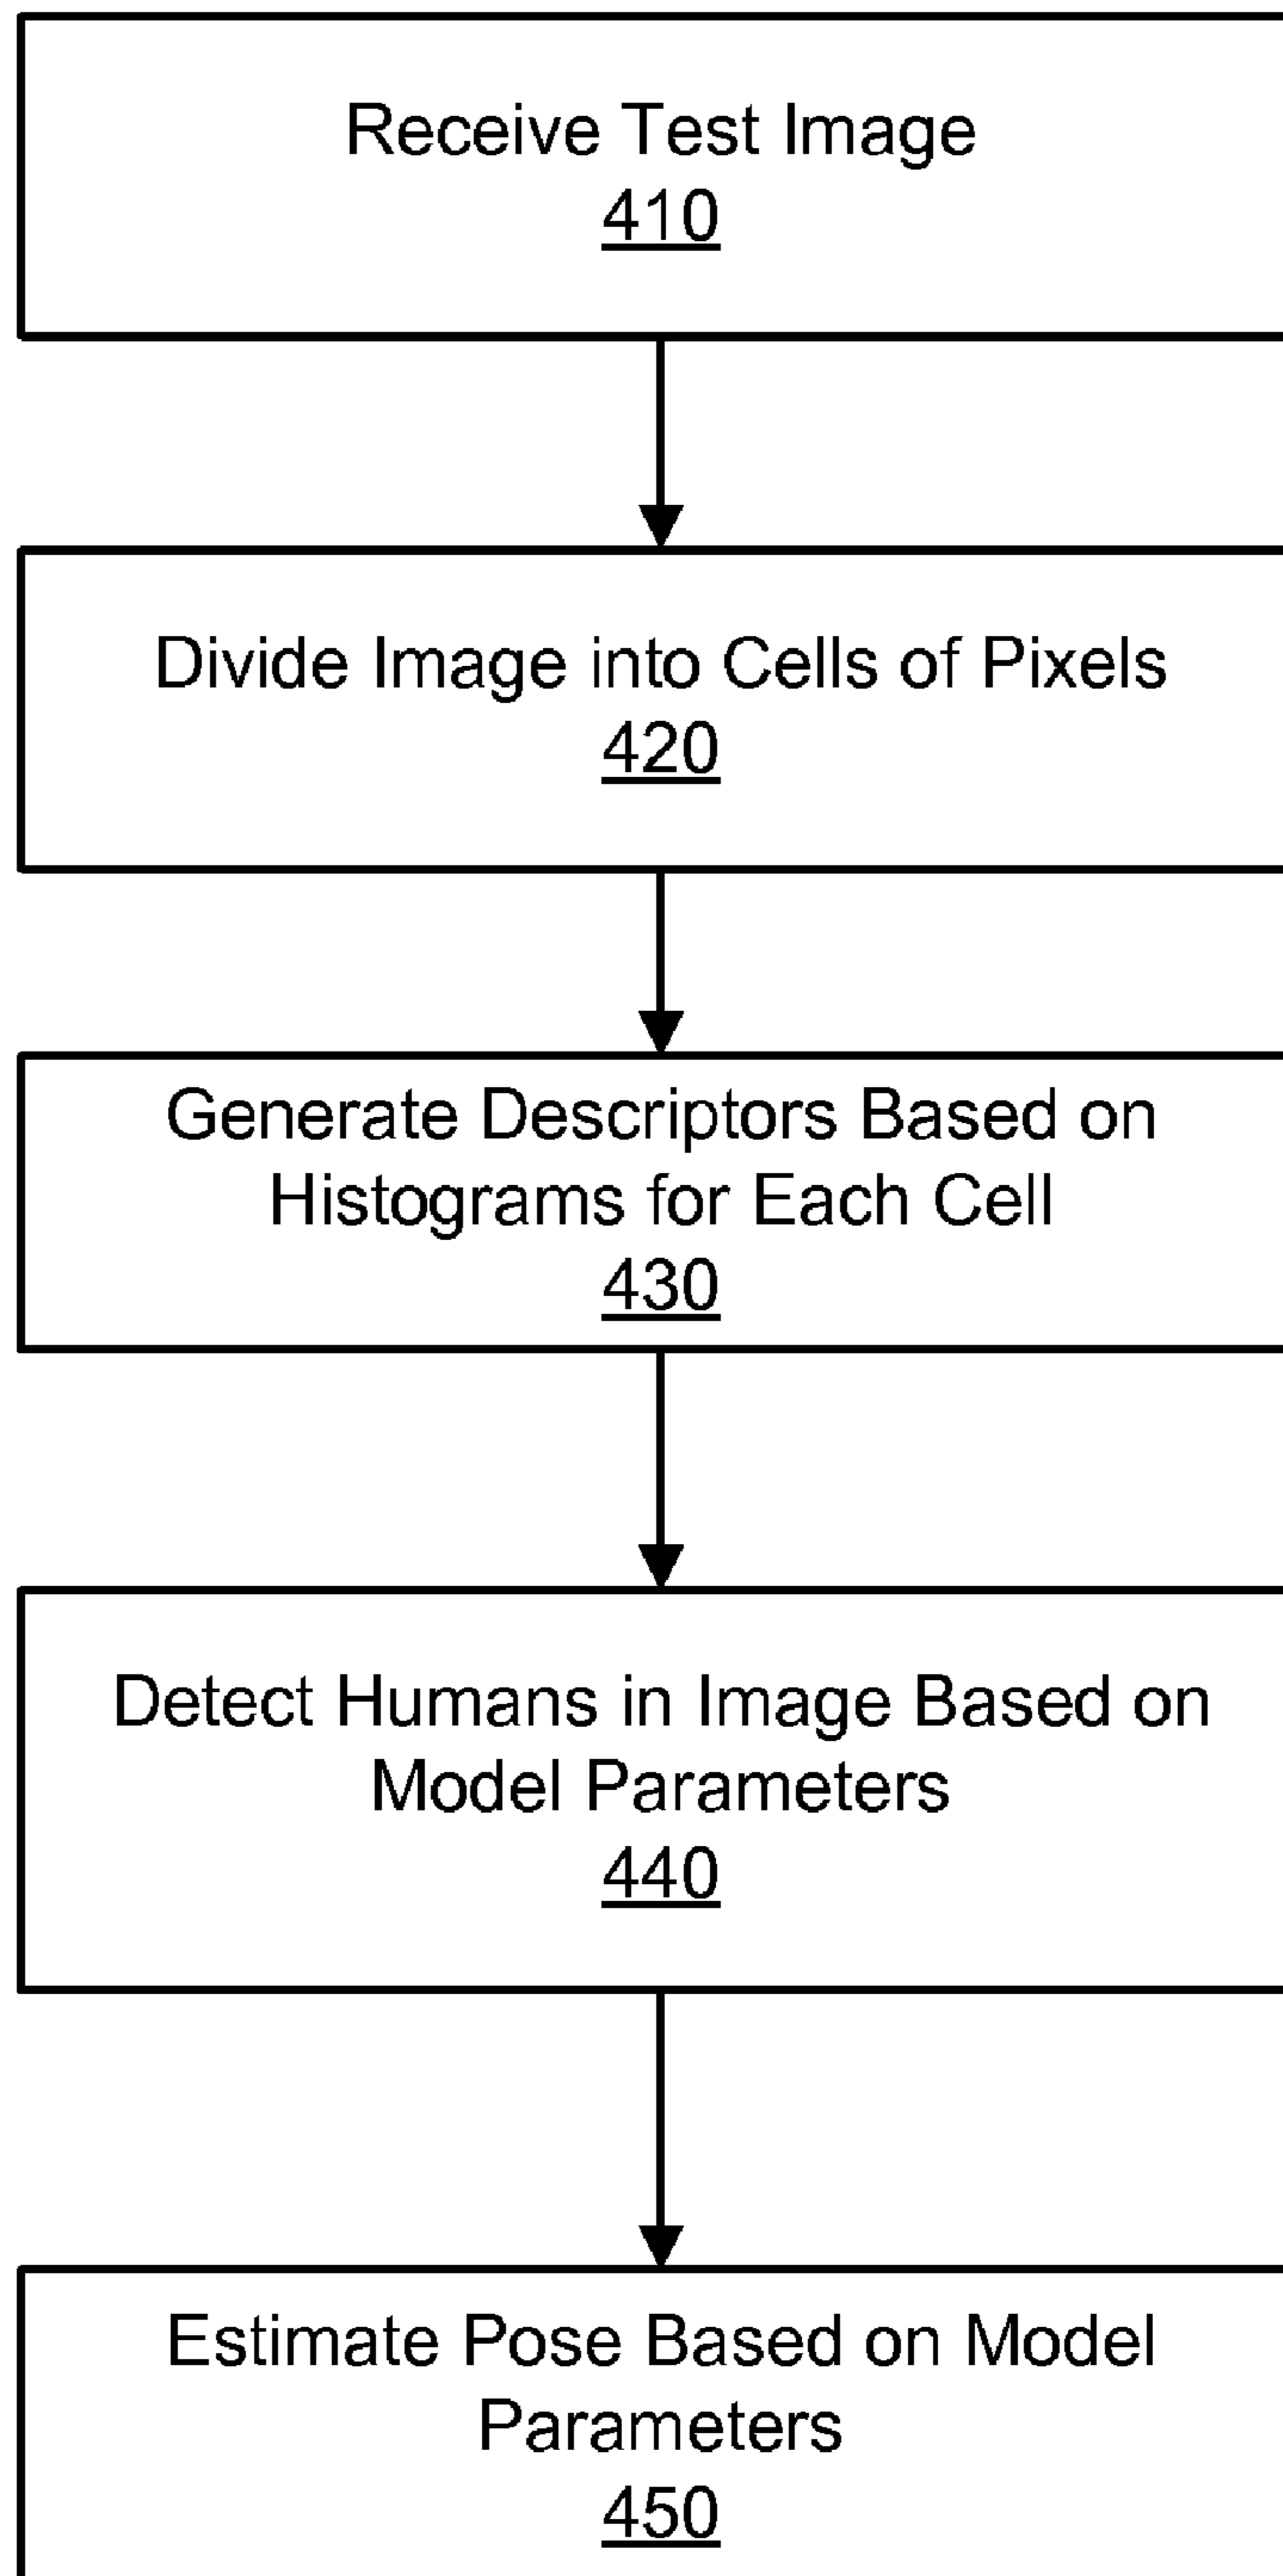 Receive Test Image
410
Divide Image into Cells of Pixels
420
Generate Descriptors Based on
Histograms for Each Cell
430
Detect Humans in Image Based on
Model Parameters
440
Estimate Pose Based on Model
Parameters
450